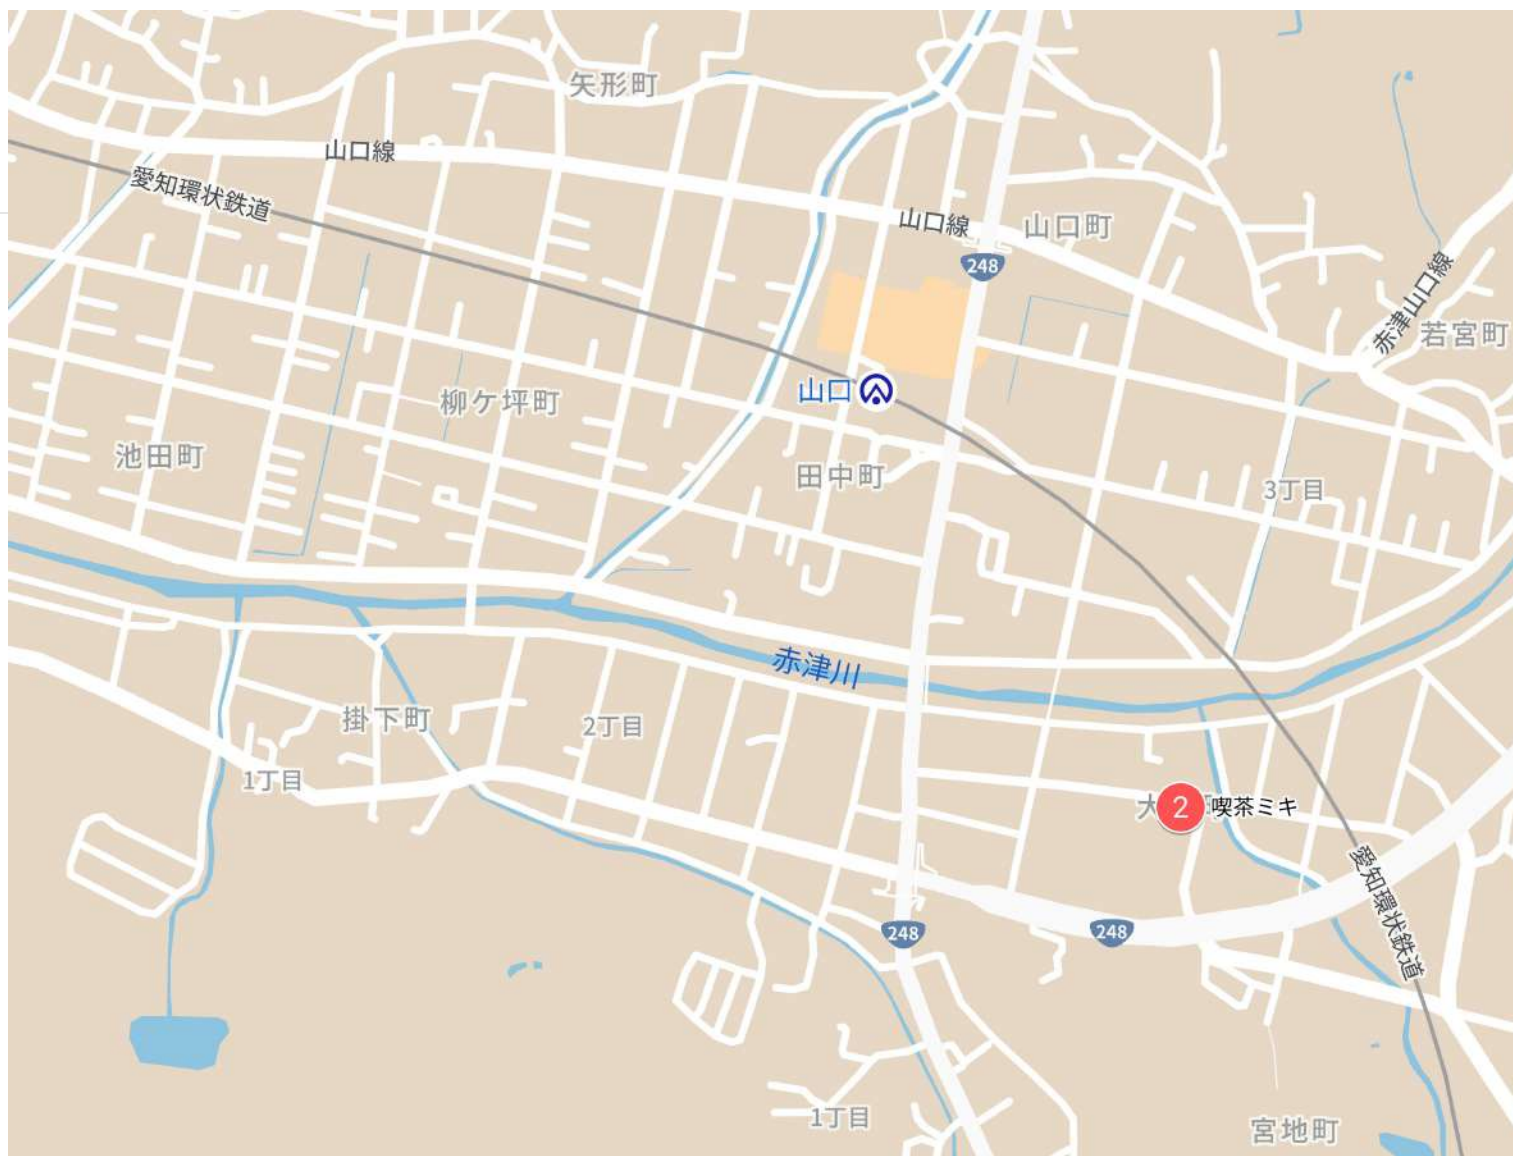 矢形町
山口線
愛知環状鉄道
山口線
山口町
248
赤津山口線
若宮町
山口
柳ケ坪町
池田町
田中町
3丁目
赤津川
掛下町
2丁目
1丁目
大
2
喫茶ミキ
愛知環状鉄道
248
248
1丁目
宮地町